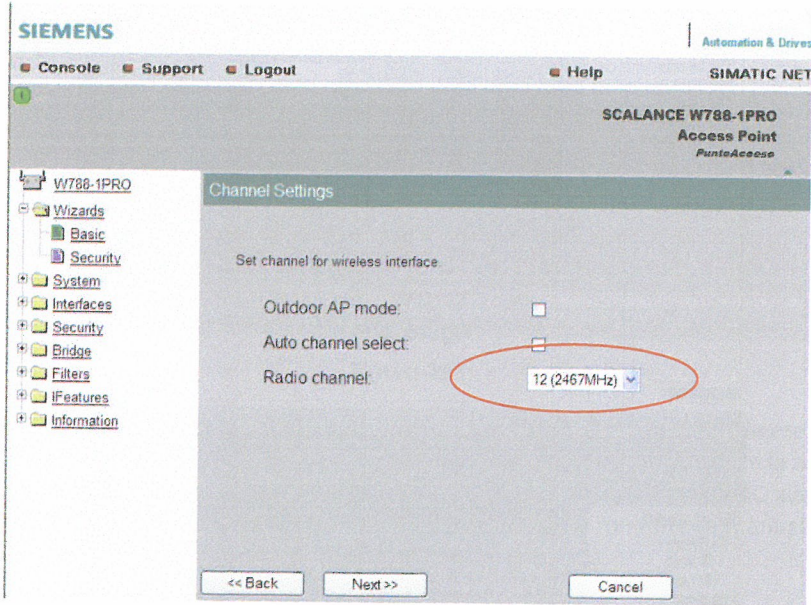 SIEMENS
Automation & Drives
Console Support Logout Help SIMATIC NET
SCALANCE W788-1PRO
Access Point
PuntoAcceso
W788-1PRO
Wizards
Basic
Security
System
Interfaces
Security
Bridge
Filters
iFeatures
Information
Channel Settings
Set channel for wireless interface.
Outdoor AP mode:
Auto channel select:
Radio channel: 12 (2467MHz)
<< Back Next >> Cancel